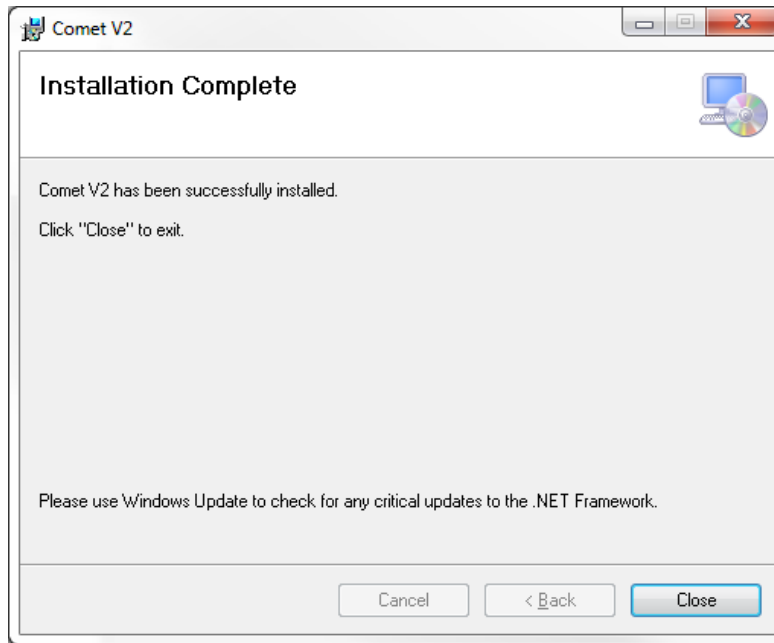 Comet V2
Installation Complete
Comet V2 has been successfully installed.
Click "Close" to exit.
Please use Windows Update to check for any critical updates to the .NET Framework.
Cancel
< Back
Close